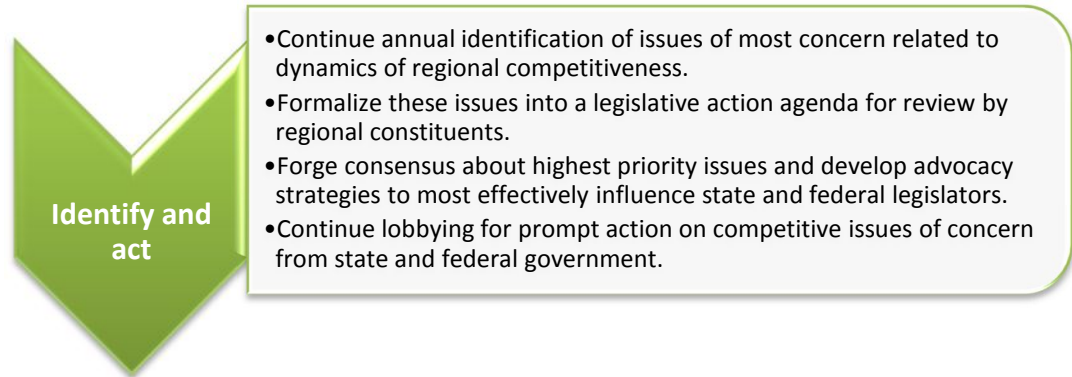 Identify and
act
•Continue annual identification of issues of most concern related to
dynamics of regional competitiveness.
•Formalize these issues into a legislative action agenda for review by
regional constituents.
•Forge consensus about highest priority issues and develop advocacy
strategies to most effectively influence state and federal legislators.
•Continue lobbying for prompt action on competitive issues of concern
from state and federal government.